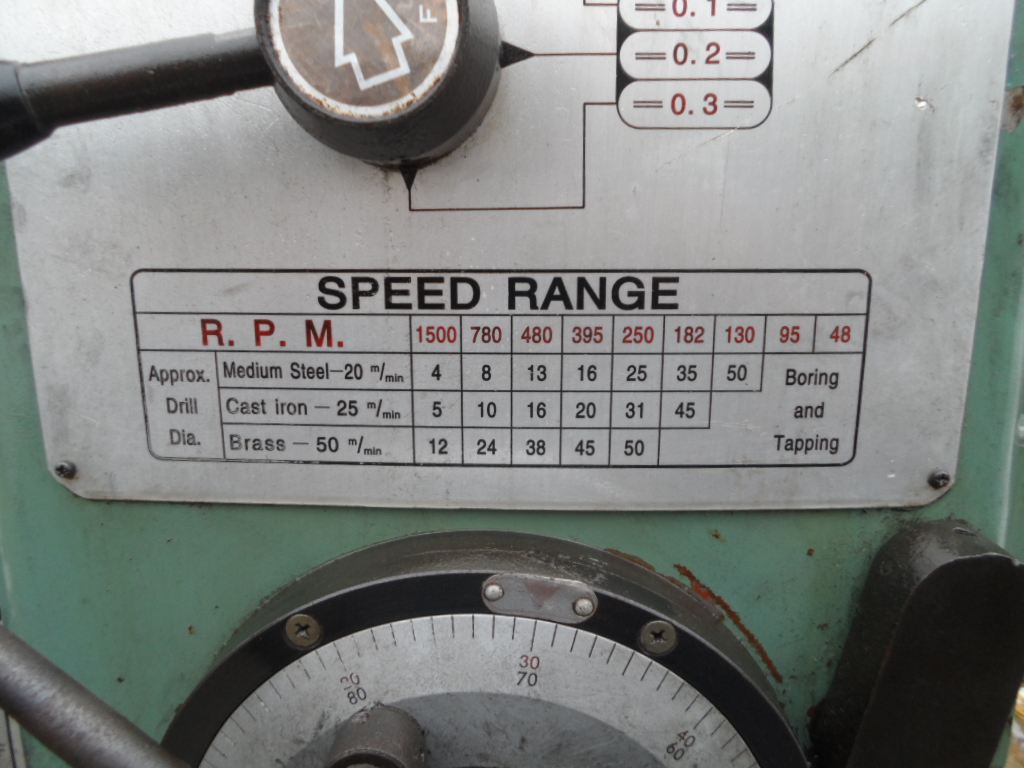 F
0.1
0.2
0.3
SPEED RANGE
R. P. M. 1500 780 480 395 250 182 130 95 48
Approx. Drill Dia.
Medium Steel—20 m/min 4 8 13 16 25 35 50
Cast iron — 25 m/min 5 10 16 20 31 45
Brass — 50 m/min 12 24 38 45 50
Boring and Tapping
80
30
70
40
60